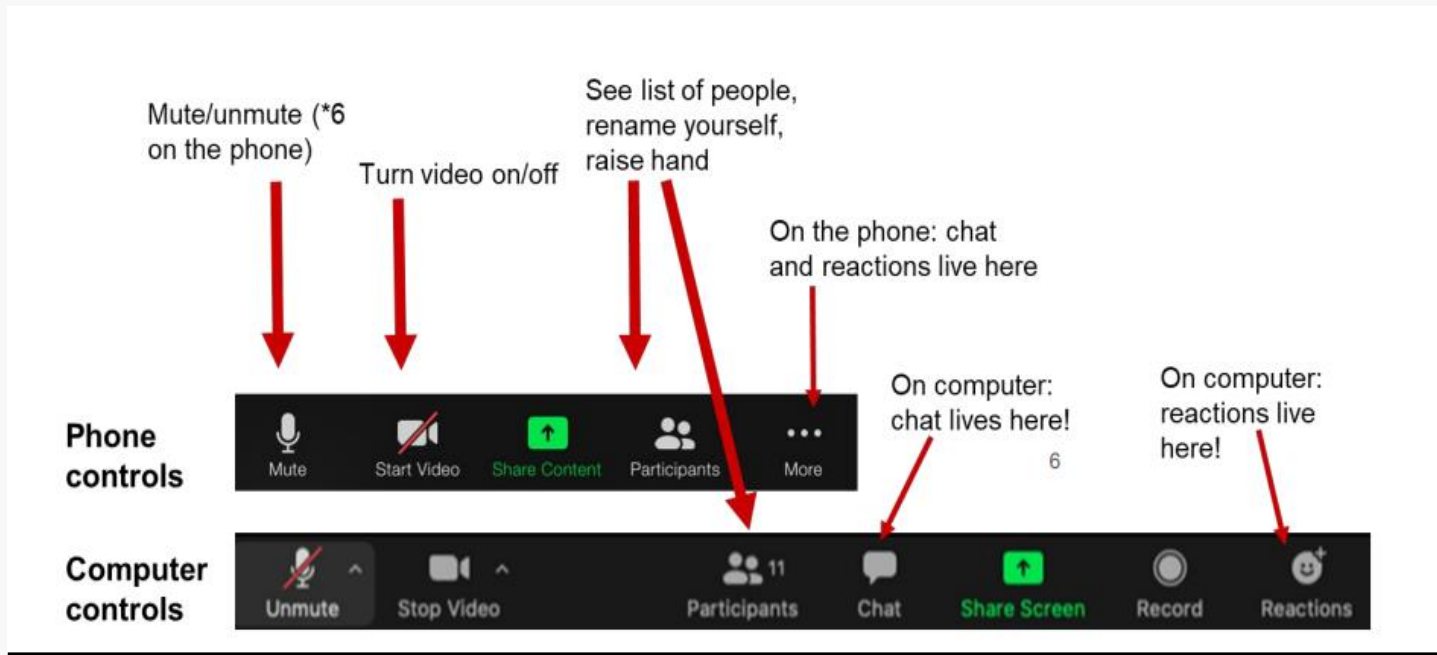 Mute/unmute (*6
on the phone)
Turn video on/off
See list of people,
rename yourself,
raise hand
On the phone: chat
and reactions live here
On computer:
chat lives here!
On computer:
reactions live
here!
6
Phone
controls
Mute
Start Video
Share Content
Participants
More
Computer
controls
Unmute
Stop Video
11
Participants
Chat
Share Screen
Record
Reactions